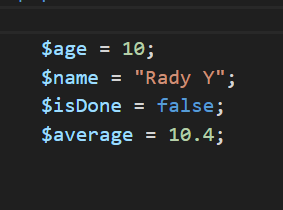 $age = 10;
$name = "Rady Y";
$isDone = false;
$average = 10.4;